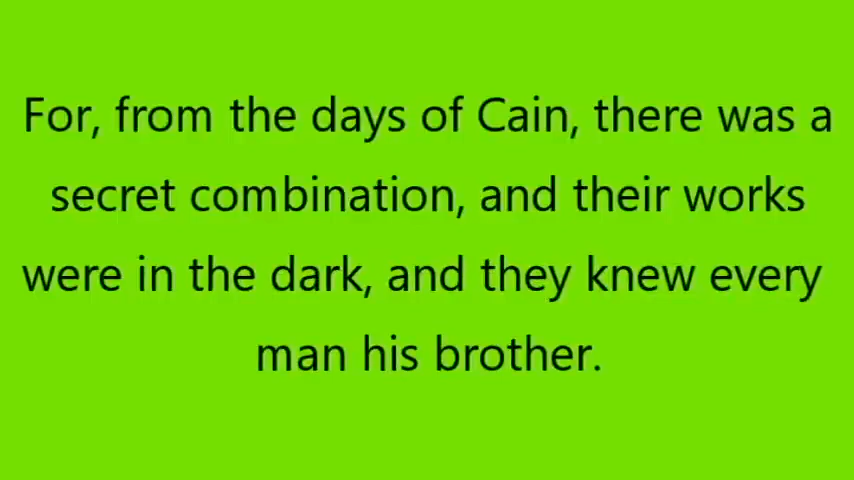 For, from the days of Cain, there was a
secret combination, and their works
were in the dark, and they knew every
man his brother.